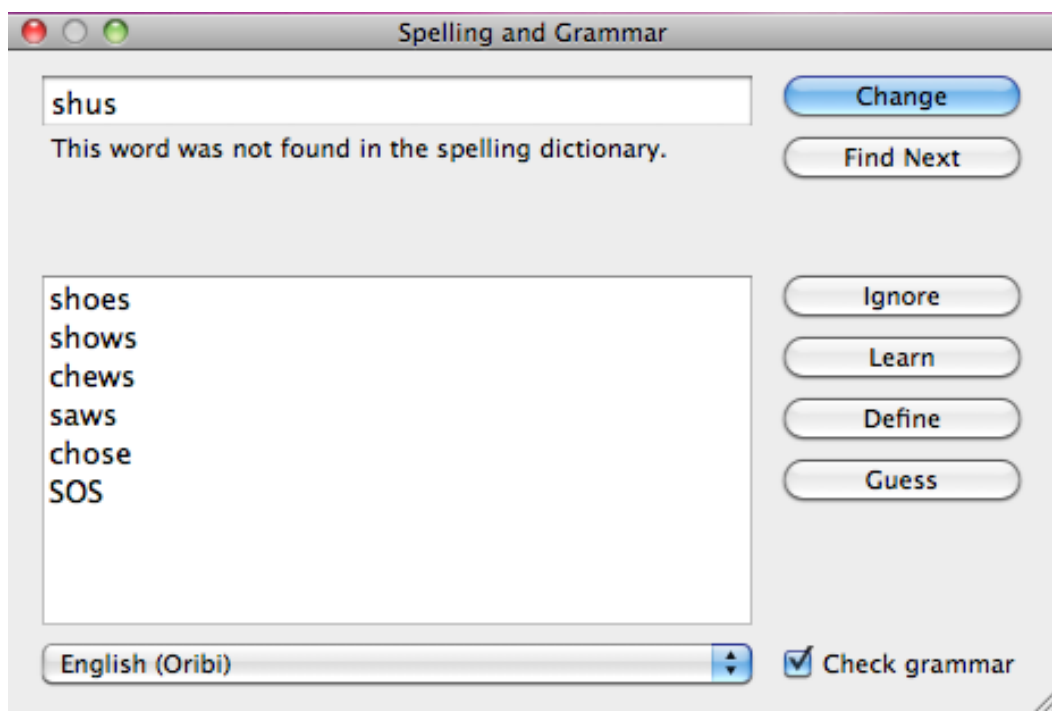 Spelling and Grammar
shus
Change
This word was not found in the spelling dictionary.
Find Next
shoes
shows
chews
saws
chose
SOS
Ignore
Learn
Define
Guess
English (Oribi)
Check grammar